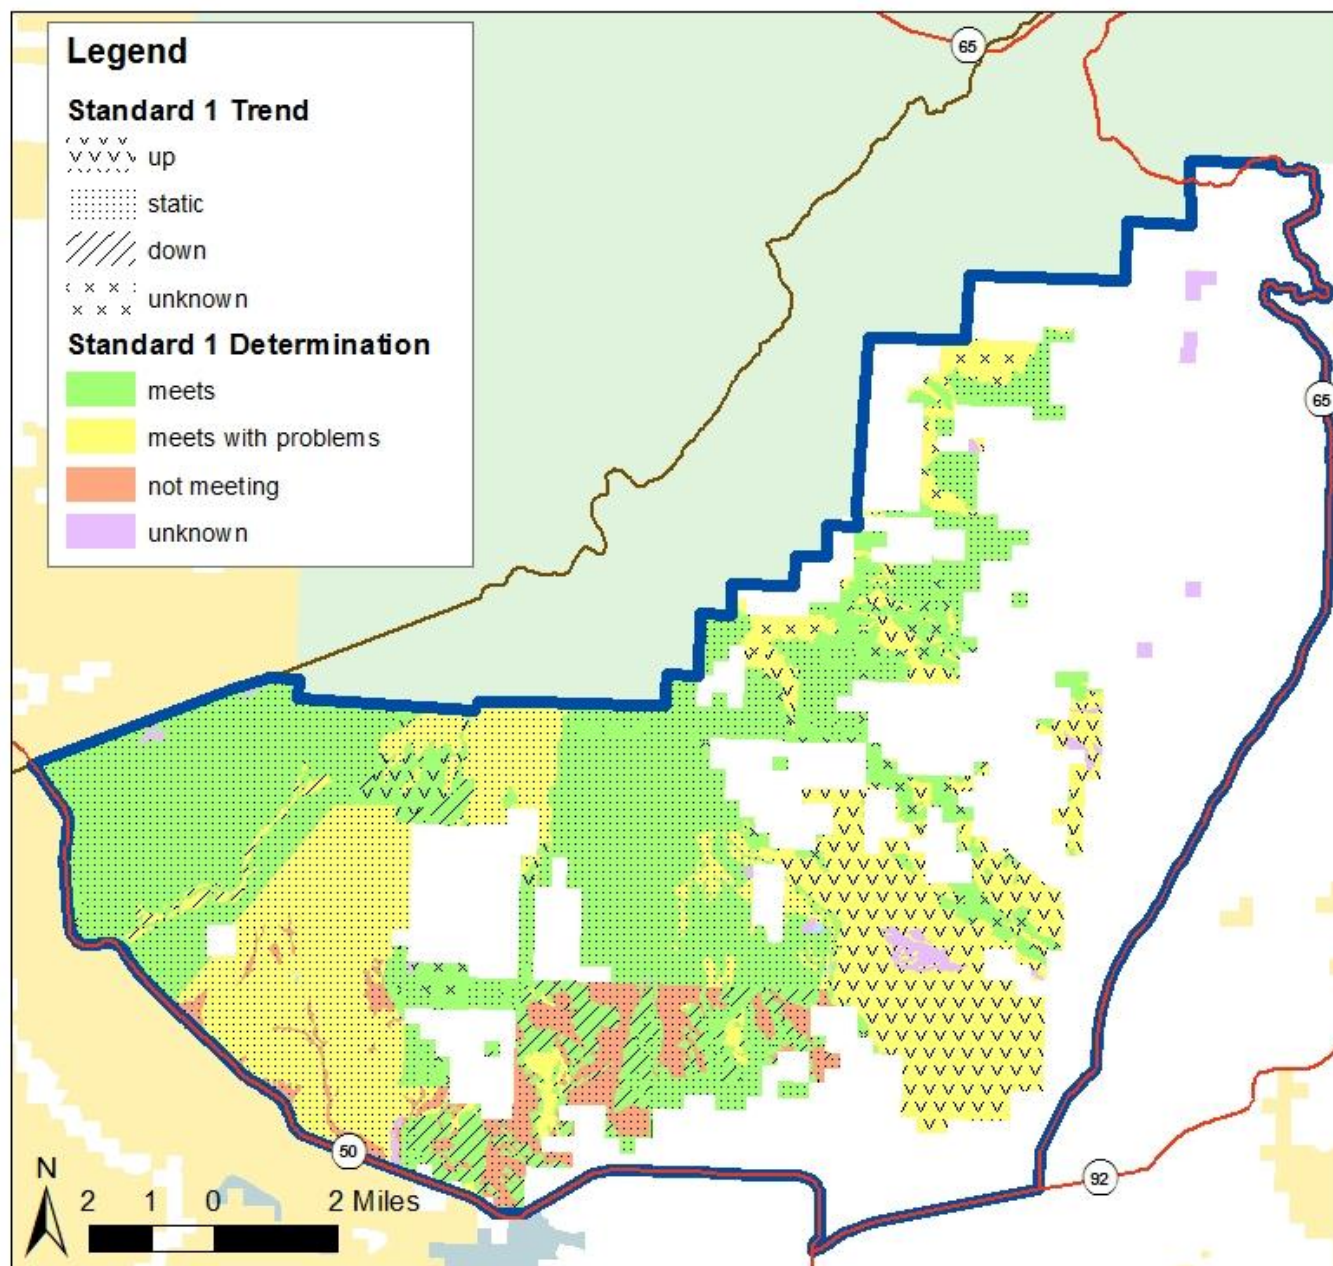 Legend
Standard 1 Trend
up
static
down
unknown
Standard 1 Determination
meets
meets with problems
not meeting
unknown
65
65
50
92
N
2 1 0 2 Miles